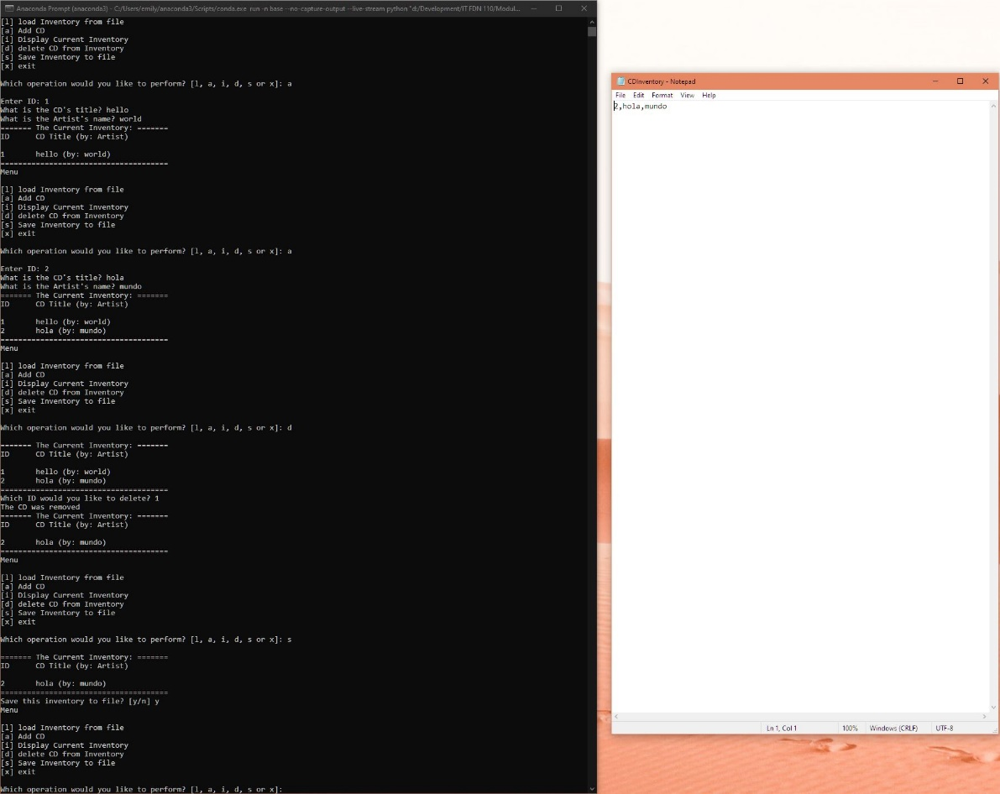 Anaconda Prompt (anaconda3) - C:/Users/emily/anaconda3/Scripts/conda.exe run -n base --no-capture-output --live-stream python "d:/Development/IT FDN 110/Modul...
[l] load Inventory from file
[a] Add CD
[i] Display Current Inventory
[d] delete CD from Inventory
[s] Save Inventory to file
[x] exit
Which operation would you like to perform? [l, a, i, d, s or x]: a
Enter ID: 1
What is the CD's title? hello
What is the Artist's name? world
======= The Current Inventory: =======
ID CD Title (by: Artist)
1 hello (by: world)
======================================
Menu
[l] load Inventory from file
[a] Add CD
[i] Display Current Inventory
[d] delete CD from Inventory
[s] Save Inventory to file
[x] exit
Which operation would you like to perform? [l, a, i, d, s or x]: a
Enter ID: 2
What is the CD's title? hola
What is the Artist's name? mundo
======= The Current Inventory: =======
ID CD Title (by: Artist)
1 hello (by: world)
2 hola (by: mundo)
======================================
Menu
[l] load Inventory from file
[a] Add CD
[i] Display Current Inventory
[d] delete CD from Inventory
[s] Save Inventory to file
[x] exit
Which operation would you like to perform? [l, a, i, d, s or x]: d
======= The Current Inventory: =======
ID CD Title (by: Artist)
1 hello (by: world)
2 hola (by: mundo)
======================================
Which ID would you like to delete? 1
The CD was removed
======= The Current Inventory: =======
ID CD Title (by: Artist)
2 hola (by: mundo)
======================================
Menu
[l] load Inventory from file
[a] Add CD
[i] Display Current Inventory
[d] delete CD from Inventory
[s] Save Inventory to file
[x] exit
Which operation would you like to perform? [l, a, i, d, s or x]: s
======= The Current Inventory: =======
ID CD Title (by: Artist)
2 hola (by: mundo)
======================================
Save this inventory to file? [y/n] y
Menu
[l] load Inventory from file
[a] Add CD
[i] Display Current Inventory
[d] delete CD from Inventory
[s] Save Inventory to file
[x] exit
Which operation would you like to perform? [l, a, i, d, s or x]:
CDInventory - Notepad
File Edit Format View Help
2,hola,mundo
Ln 1, Col 1 100% Windows (CRLF) UTF-8